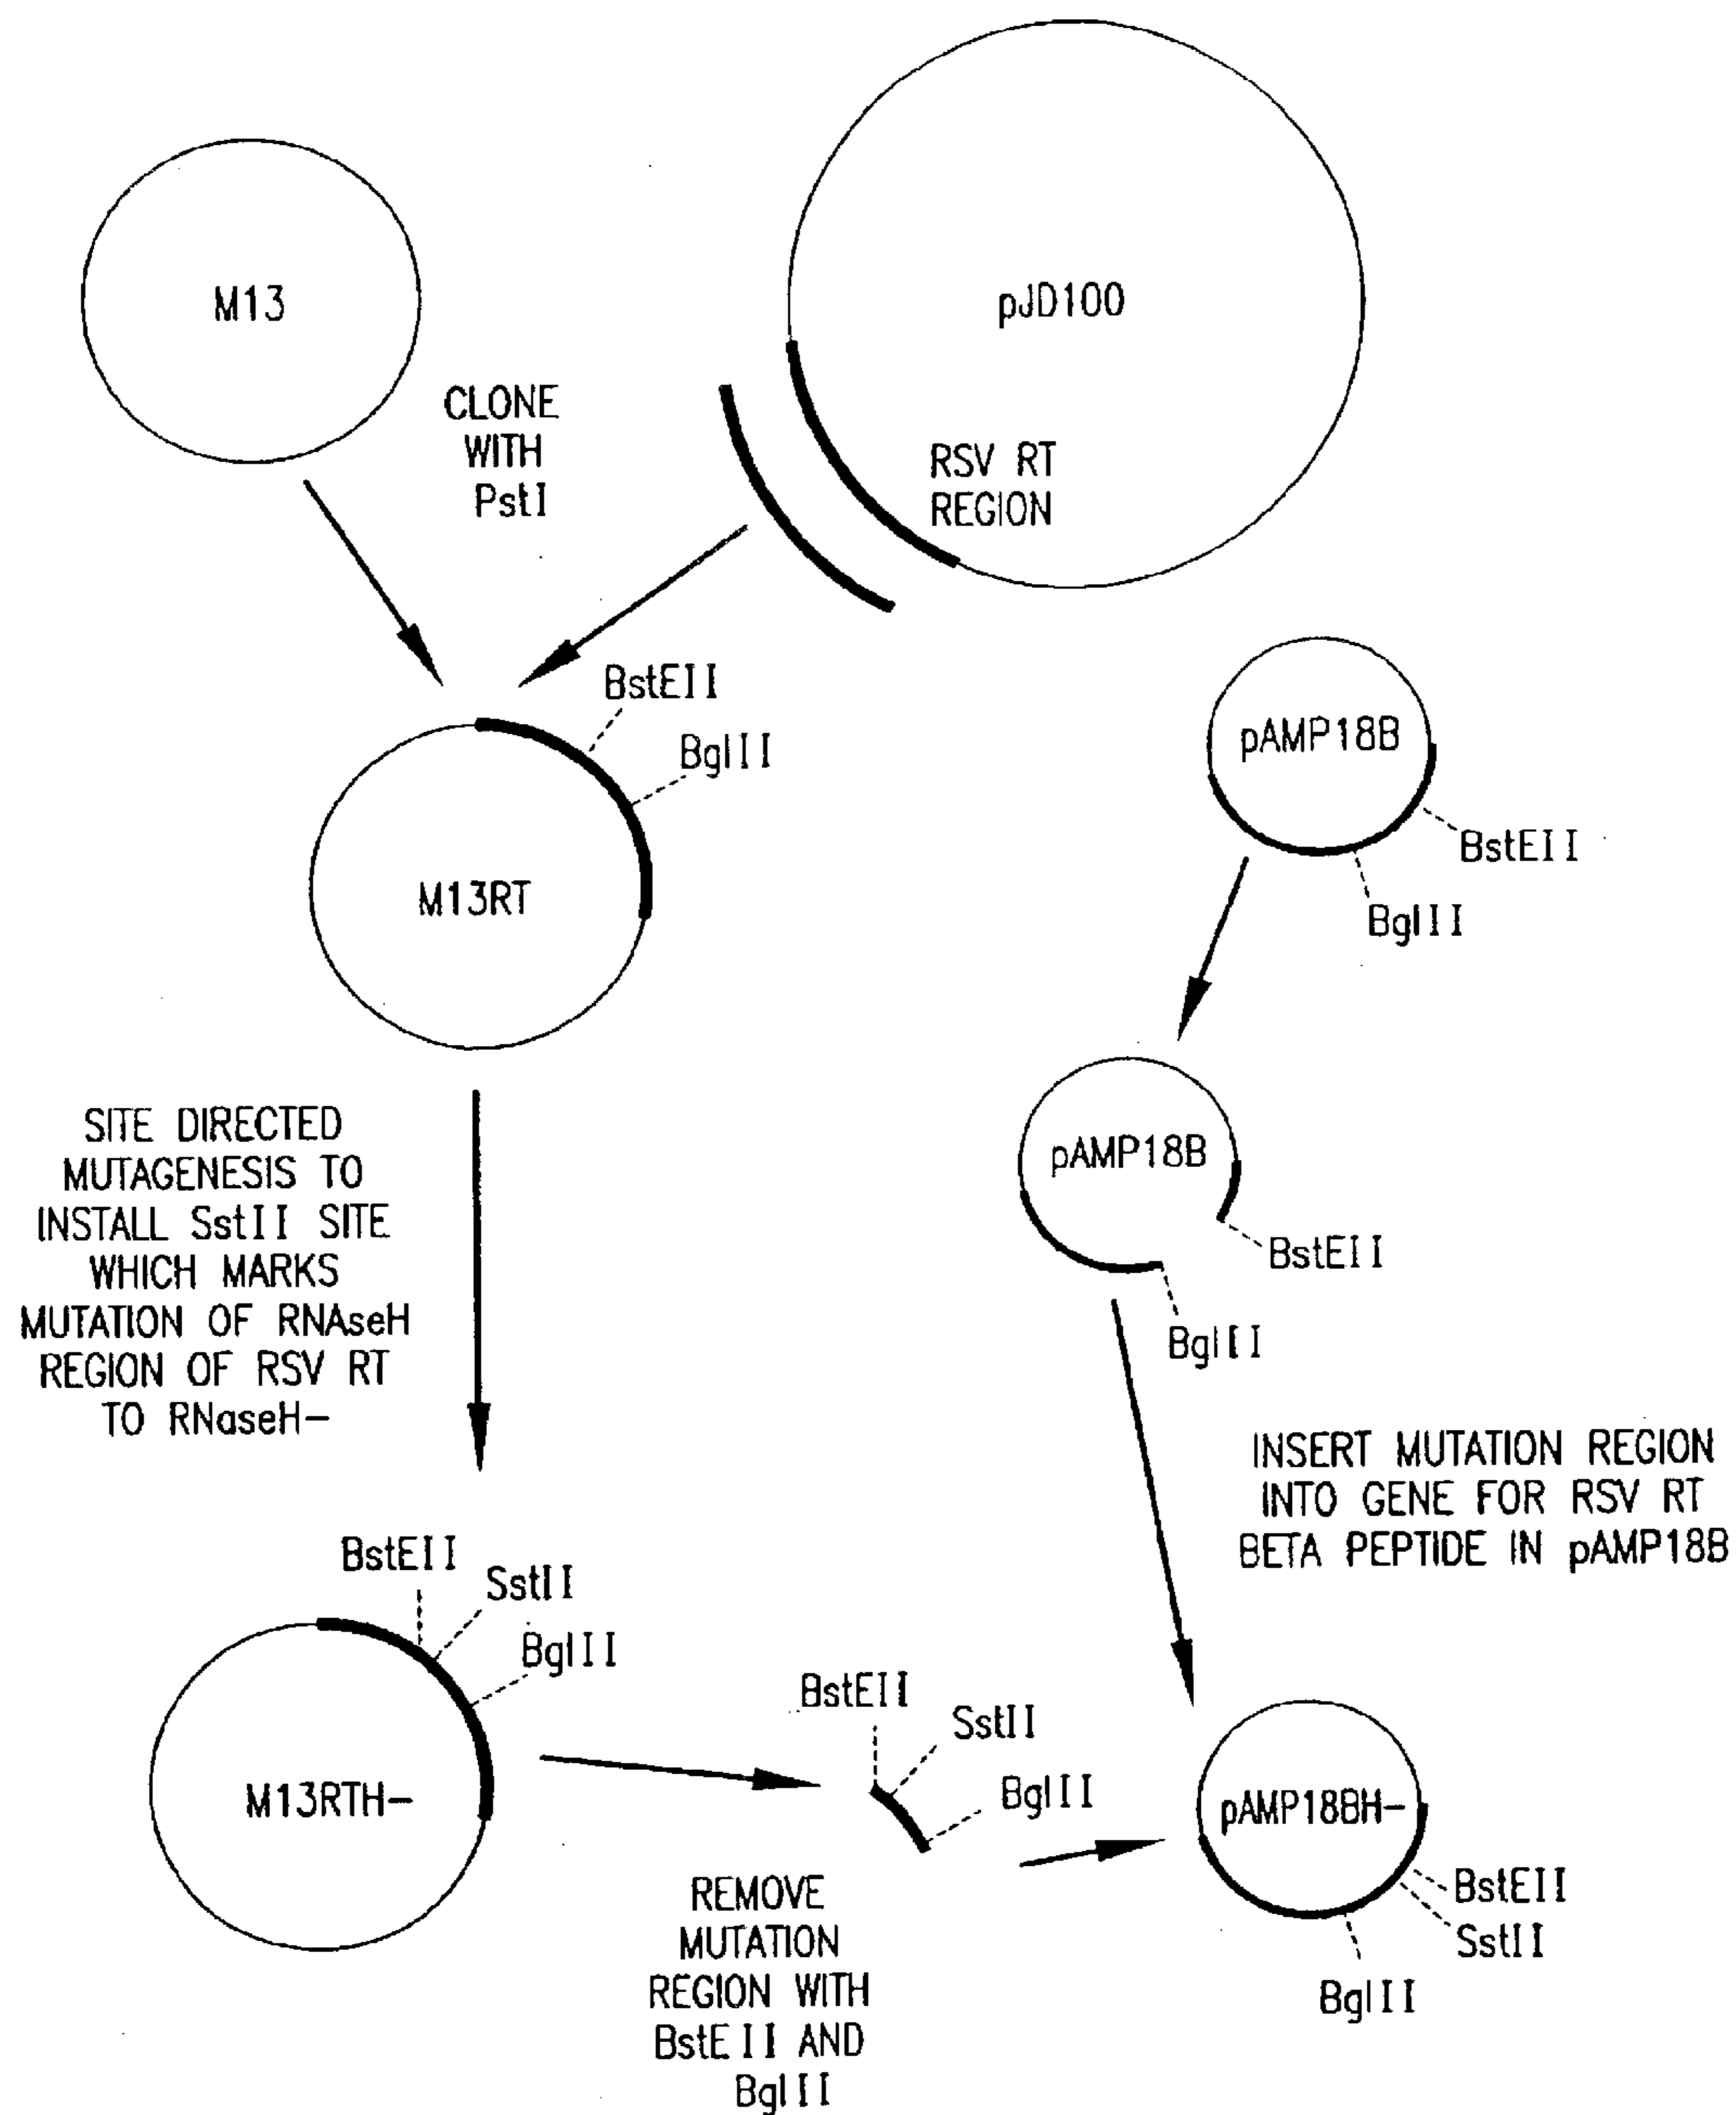 M13
pJD100
CLONE
WITH
PstI
RSV RT
REGION
BstEII
BglII
M13RT
pAMP18B
BstEII
BglII
SITE DIRECTED
MUTAGENESIS TO
INSTALL SstII SITE
WHICH MARKS
MUTATION OF RNAseH
REGION OF RSV RT
TO RNaseH-
pAMP18B
BstEII
BglII
INSERT MUTATION REGION
INTO GENE FOR RSV RT
BETA PEPTIDE IN pAMP18B
BstEII
SstII
BglII
M13RTH-
BstEII
SstII
BglII
REMOVE
MUTATION
REGION WITH
BstEII AND
BglII
pAMP18BH-
BstEII
SstII
BglII